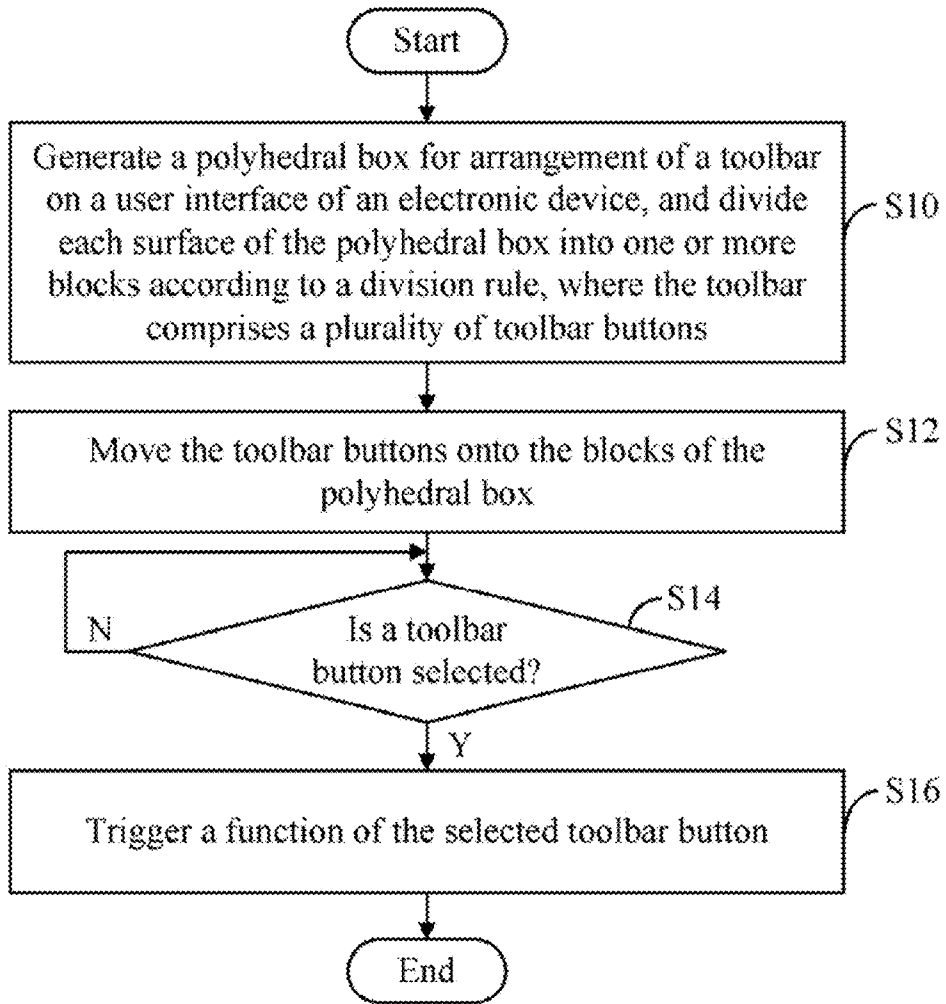 Start
Generate a polyhedral box for arrangement of a toolbar
on a user interface of an electronic device, and divide
each surface of the polyhedral box into one or more
blocks according to a division rule, where the toolbar
comprises a plurality of toolbar buttons
S10
Move the toolbar buttons onto the blocks of the
polyhedral box
S12
S14
N
Is a toolbar
button selected?
Y
Trigger a function of the selected toolbar button
S16
End